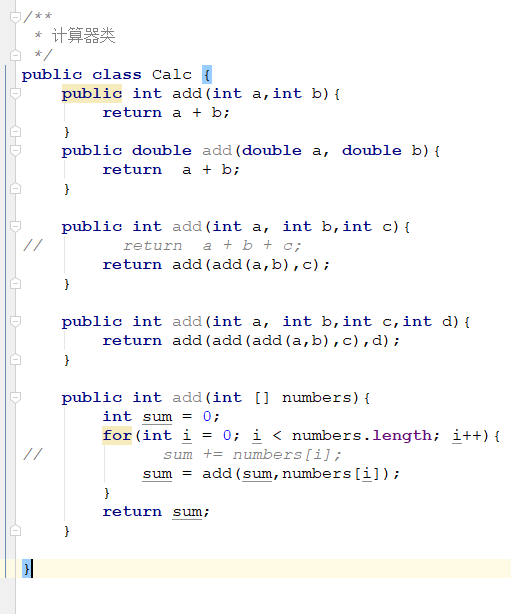 /**
 * 计算器类
 */
public class Calc {
    public int add(int a,int b){
        return a + b;
    }
    public double add(double a, double b){
        return  a + b;
    }

    public int add(int a, int b,int c){
//        return  a + b + c;
        return add(add(a,b),c);
    }

    public int add(int a, int b,int c,int d){
        return add(add(add(a,b),c),d);
    }

    public int add(int [] numbers){
        int sum = 0;
        for(int i = 0; i < numbers.length; i++){
//            sum += numbers[i];
            sum = add(sum,numbers[i]);
        }
        return sum;
    }

}